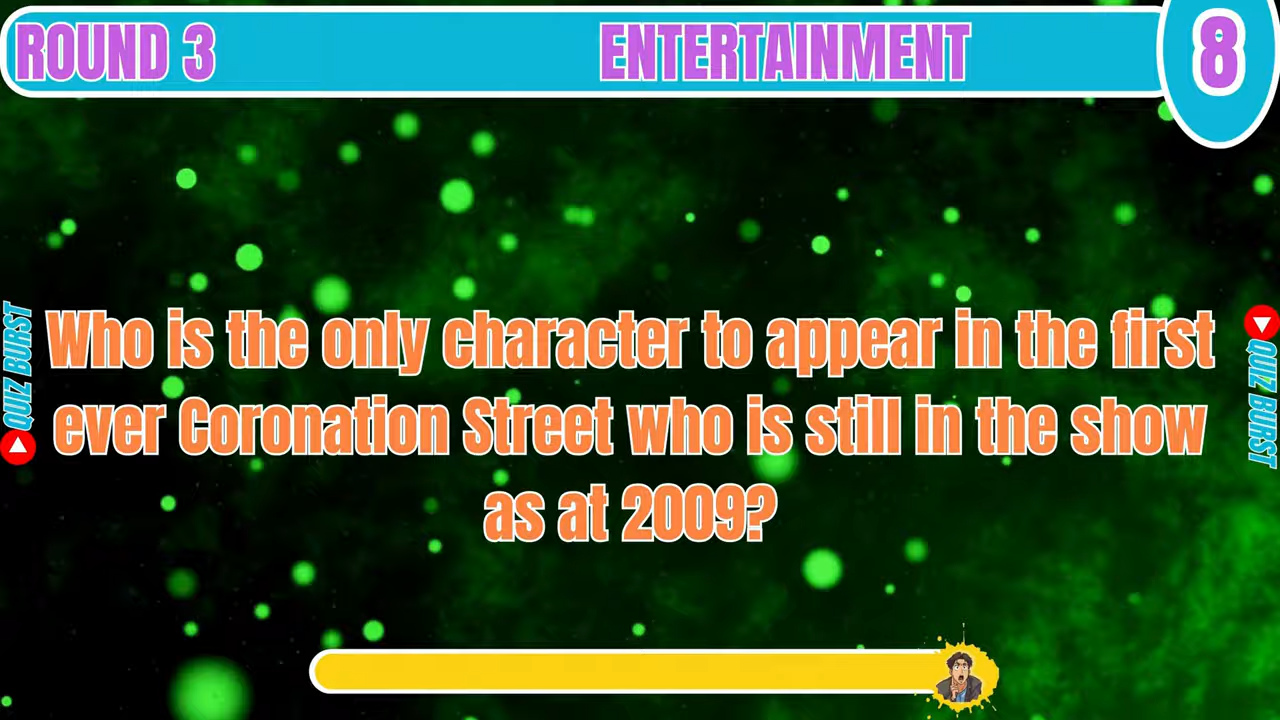 ROUND 3
ENTERTAINMENT
8
Who is the only character to appear in the first
ever Coronation Street who is still in the show
as at 2009?
QUIZ BURST
QUIZ BURST